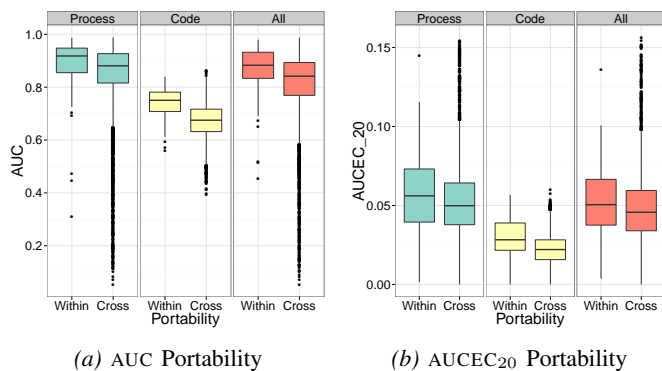 Process Code All
1.0
0.8
0.6
0.4
0.2
AUC
Within Cross Within Cross Within Cross
Portability
(a) AUC Portability
Process Code All
0.15
0.10
0.05
0.00
AUCEC_20
Within Cross Within Cross Within Cross
Portability
(b) AUCEC20 Portability